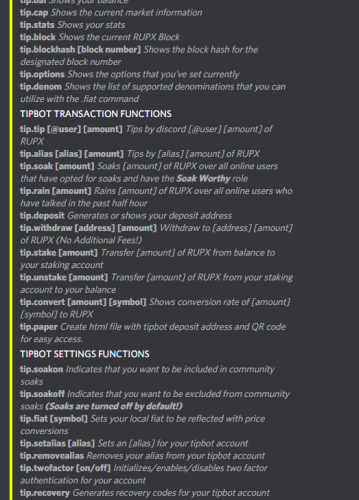 tip.bal Shows your balance
tip.cap Shows the current market information
tip.stats Shows your stats
tip.block Shows the current RUPX Block
tip.blockhash [block number] Shows the block hash for the
designated block number
tip.options Shows the options that you've set currently
tip.denom Shows the list of supported denominations that you can
utilize with the .fiat command
TIPBOT TRANSACTION FUNCTIONS
tip.tip [@user] [amount] Tips by discord [@user] [amount] of
RUPX
tip.alias [alias] [amount] Tips by [alias] [amount] of RUPX
tip.soak [amount] Soaks [amount] of RUPX over all online users
that have opted for soaks and have the Soak Worthy role
tip.rain [amount] Rains [amount] of RUPX over all online users who
have talked in the past half hour
tip.deposit Generates or shows your deposit address
tip.withdraw [address] [amount] Withdraw to [address] [amount]
of RUPX (No Additional Fees!)
tip.stake [amount] Transfer [amount] of RUPX from balance to
your staking account
tip.unstake [amount] Transfer [amount] of RUPX from your staking
account to your balance
tip.convert [amount] [symbol] Shows conversion rate of [amount]
[symbol] to RUPX
tip.paper Create html file with tipbot deposit address and QR code
for easy access.
TIPBOT SETTINGS FUNCTIONS
tip.soakon Indicates that you want to be included in community
soaks
tip.soakoff Indicates that you want to be excluded from community
soaks (Soaks are turned off by default!)
tip.fiat [symbol] Sets your local fiat to be reflected with price
conversions
tip.setalias [alias] Sets an [alias] for your tipbot account
tip.removealias Removes your alias from your tipbot account
tip.twofactor [on/off] Initializes/enables/disables two factor
authentication for your account
tip.recovery Generates recovery codes for your tipbot account